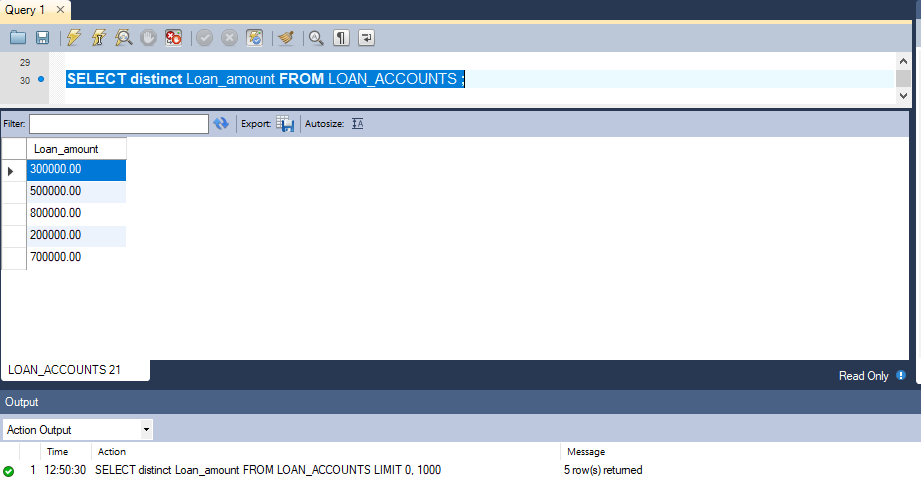 Query 1
29
30 SELECT distinct Loan_amount FROM LOAN_ACCOUNTS ;
Filter: Export: Autosize:
Loan_amount
300000.00
500000.00
800000.00
200000.00
700000.00
LOAN_ACCOUNTS 21
Read Only
Output
Action Output
Time Action Message
1 12:50:30 SELECT distinct Loan_amount FROM LOAN_ACCOUNTS LIMIT 0, 1000 5 row(s) returned